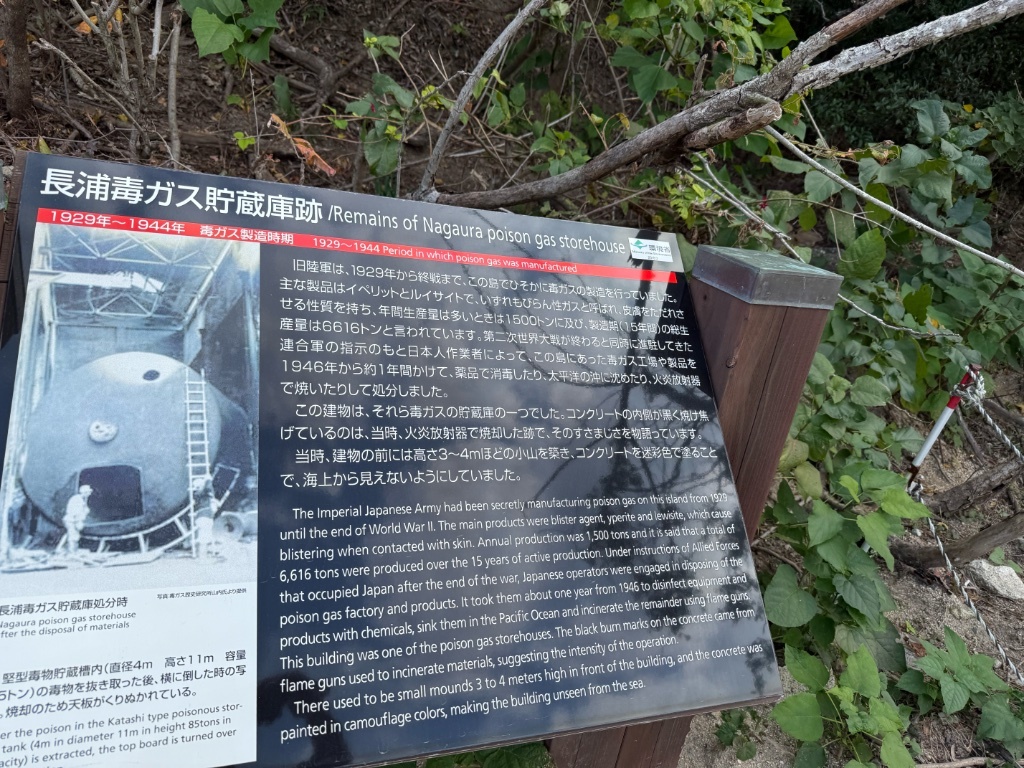 長浦毒ガス貯蔵庫跡 /Remains of Nagaura poison gas storehouse
環境省
1929年～1944年 毒ガス製造時期 1929～1944 Period in which poison gas was manufactured
旧陸軍は、1929年から終戦まで、この島でひそかに毒ガスの製造を行っていました。
主な製品はイペリットとルイサイトで、いずれもびらん性ガスと呼ばれ、皮膚をただれさ
せる性質を持ち、年間生産量は多いときは1500トンに及び、製造期(15年間)の総生
産量は6616トンと言われています。第二次世界大戦が終わると同時に進駐してきた
連合軍の指示のもと日本人作業者によって、この島にあった毒ガス工場や製品を
1946年から約1年間かけて、薬品で消毒したり、太平洋の沖に沈めたり、火炎放射器
で焼いたりして処分しました。
この建物は、それら毒ガスの貯蔵庫の一つでした。コンクリートの内側が黒く焼け焦
げているのは、当時、火炎放射器で焼却した跡で、そのすさまじさを物語っています。
当時、建物の前には高さ3～4mほどの小山を築き、コンクリートを迷彩色で塗ること
で、海上から見えないようにしていました。
The Imperial Japanese Army had been secretly manufacturing poison gas on this island from 1929
until the end of World War II. The main products were blister agent, yperite and lewisite, which cause
blistering when contacted with skin. Annual production was 1,500 tons and it is said that a total of
6,616 tons were produced over the 15 years of active production. Under instructions of Allied Forces
that occupied Japan after the end of the war, Japanese operators were engaged in disposing of the
poison gas factory and products. It took them about one year from 1946 to disinfect equipment and
products with chemicals, sink them in the Pacific Ocean and incinerate the remainder using flame guns.
This building was one of the poison gas storehouses. The black burn marks on the concrete came from
flame guns used to incinerate materials, suggesting the intensity of the operation.
There used to be small mounds 3 to 4 meters high in front of the building, and the concrete was
painted in camouflage colors, making the building unseen from the sea.
長浦毒ガス貯蔵庫処分時
Nagaura poison gas storehouse
after the disposal of materials
堅型毒物貯蔵槽内(直径4m 高さ11m 容量
5トン)の毒物を抜き取った後、横に倒した時の写
焼却のため天板がくりぬかれている。
er the poison in the Katashi type poisonous stor-
tank (4m in diameter 11m in height 85tons in
acity) is extracted, the top board is turned over